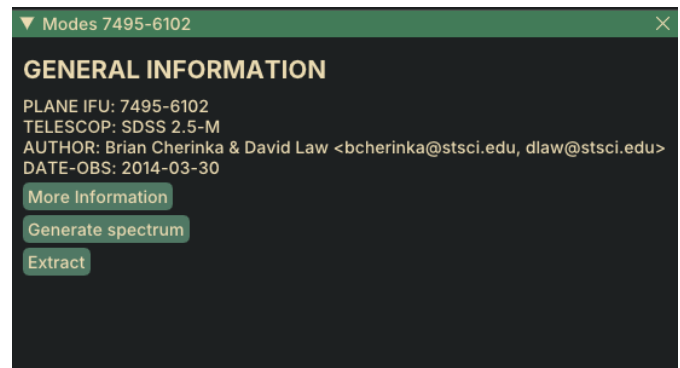 Modes 7495-6102
GENERAL INFORMATION
PLANE IFU: 7495-6102
TELESCOP: SDSS 2.5-M
AUTHOR: Brian Cherinka & David Law <bcherinka@stsci.edu, dlaw@stsci.edu>
DATE-OBS: 2014-03-30
More Information
Generate spectrum
Extract